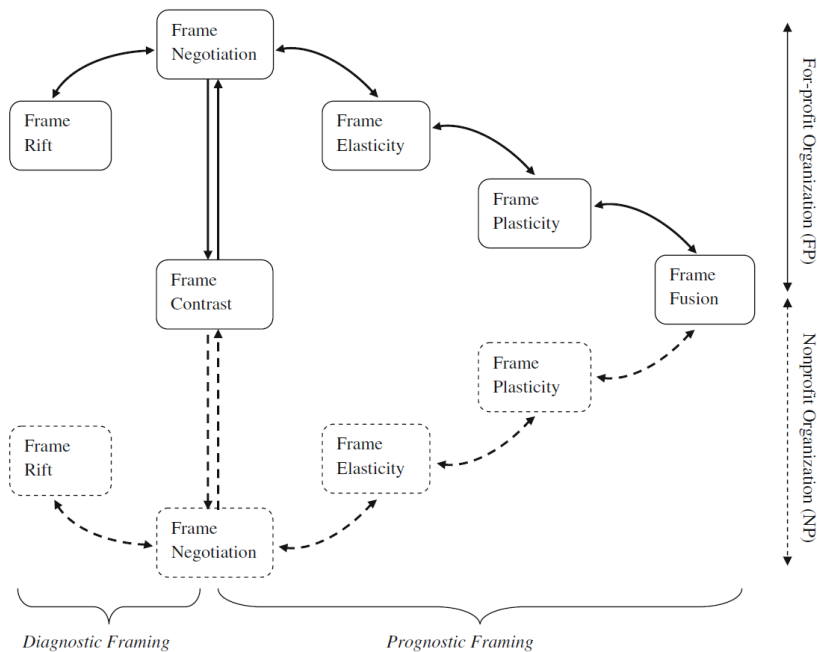 Frame
Negotiation
Frame
Rift
Frame
Elasticity
Frame
Plasticity
Frame
Contrast
Frame
Fusion
For-profit Organization (FP)
Frame
Plasticity
Frame
Rift
Frame
Elasticity
Frame
Negotiation
Nonprofit Organization (NP)
Diagnostic Framing
Prognostic Framing